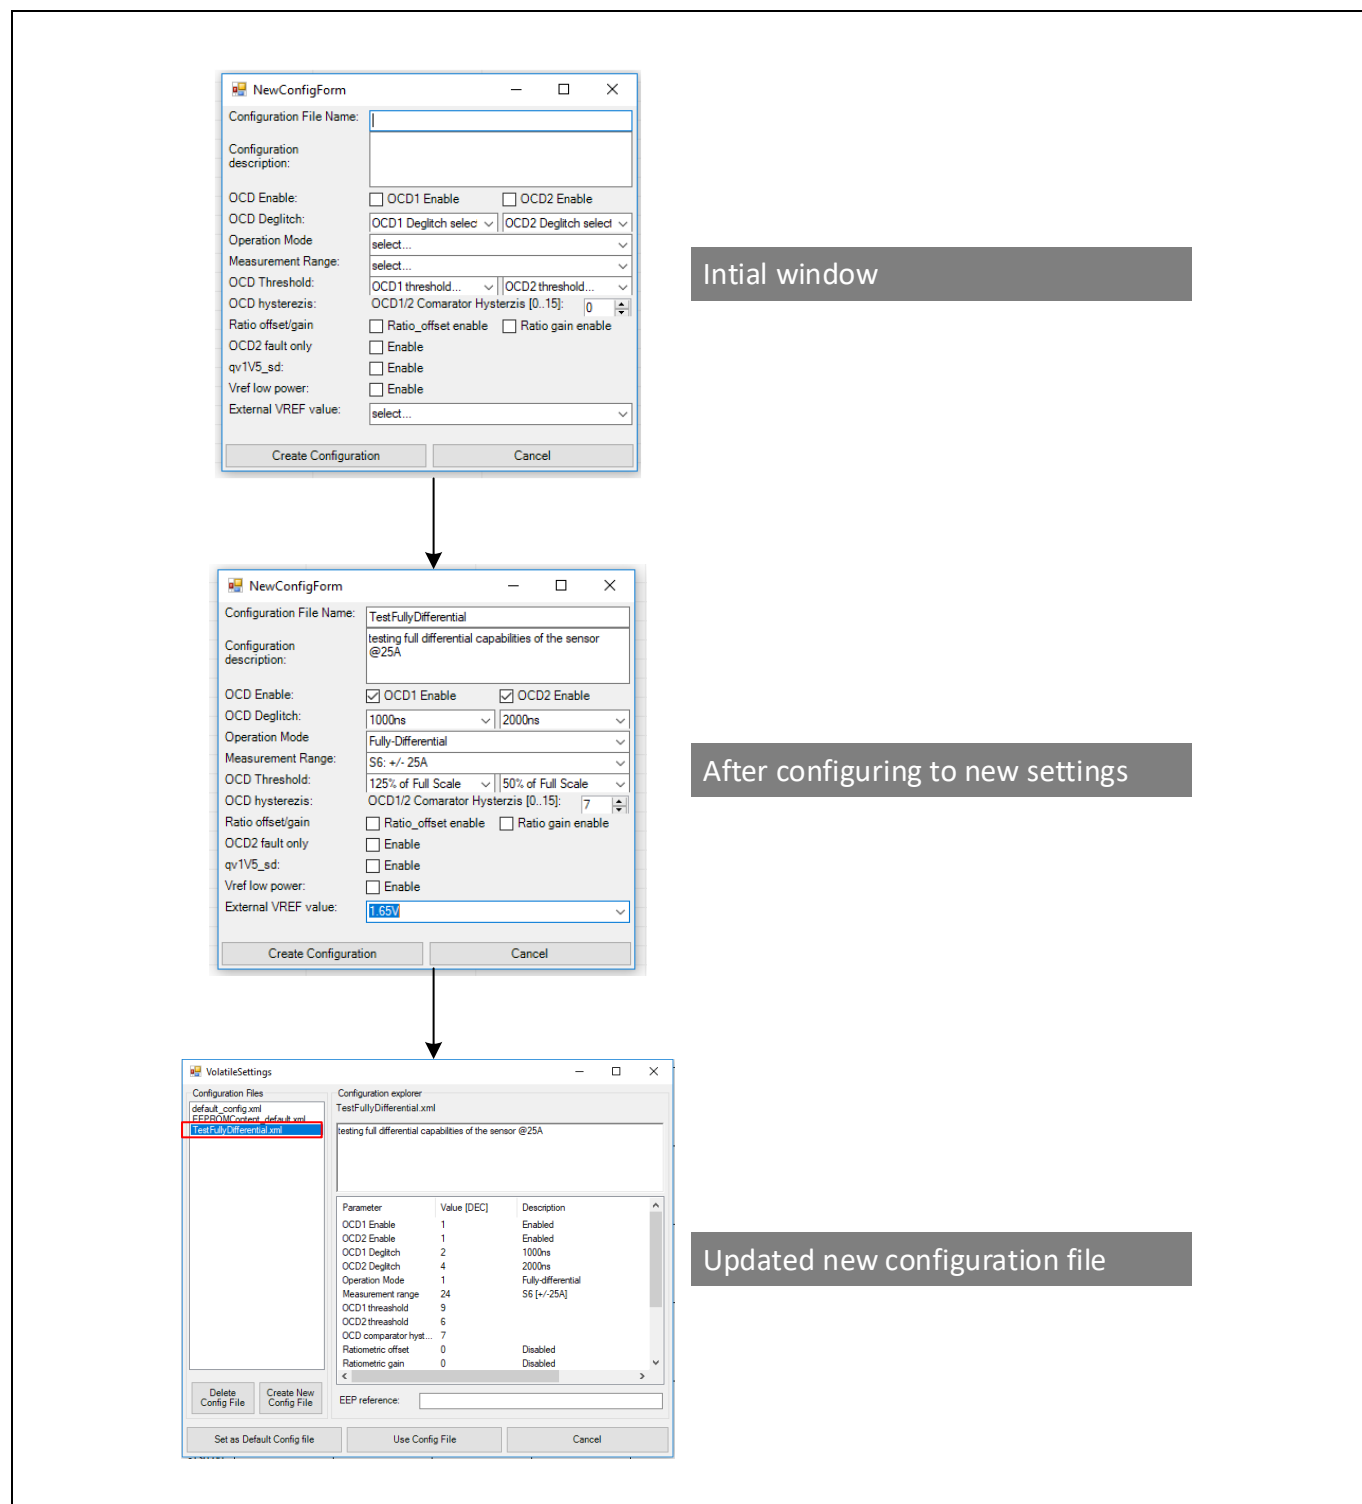 NewConfigForm
Configuration File Name:
Configuration
description:
OCD Enable: OCD1 Enable OCD2 Enable
OCD Deglitch: OCD1 Deglitch selec OCD2 Deglitch select
Operation Mode select...
Measurement Range: select...
OCD Threshold: OCD1 threshold... OCD2 threshold...
OCD hysterezis: OCD1/2 Comarator Hysterzis [0..15]: 0
Ratio offset/gain Ratio_offset enable Ratio gain enable
OCD2 fault only Enable
qv1V5_sd: Enable
Vref low power: Enable
External VREF value: select...
Create Configuration Cancel
Intial window
NewConfigForm
Configuration File Name: TestFullyDifferential
Configuration
description:
testing full differential capabilities of the sensor
@25A
OCD Enable: OCD1 Enable OCD2 Enable
OCD Deglitch: 1000ns 2000ns
Operation Mode Fully-Differential
Measurement Range: S6: +/- 25A
OCD Threshold: 125% of Full Scale 50% of Full Scale
OCD hysterezis: OCD1/2 Comarator Hysterzis [0..15]: 7
Ratio offset/gain Ratio_offset enable Ratio gain enable
OCD2 fault only Enable
qv1V5_sd: Enable
Vref low power: Enable
External VREF value: 1.65V
Create Configuration Cancel
After configuring to new settings
VolatileSettings
Configuration Files
default_config.xml
EEPROMContent_default.xml
TestFullyDifferential.xml
Configuration explorer
TestFullyDifferential.xml
testing full differential capabilities of the sensor @25A
Parameter Value [DEC] Description
OCD1 Enable 1 Enabled
OCD2 Enable 1 Enabled
OCD1 Deglitch 2 1000ns
OCD2 Deglitch 4 2000ns
Operation Mode 1 Fully-differential
Measurement range 24 S6 [+/-25A]
OCD1 threashold 9
OCD2 threashold 6
OCD comparator hyst... 7
Ratiometric offset 0 Disabled
Ratiometric gain 0 Disabled
Delete
Config File
Create New
Config File
EEP reference:
Set as Default Config file Use Config File Cancel
Updated new configuration file